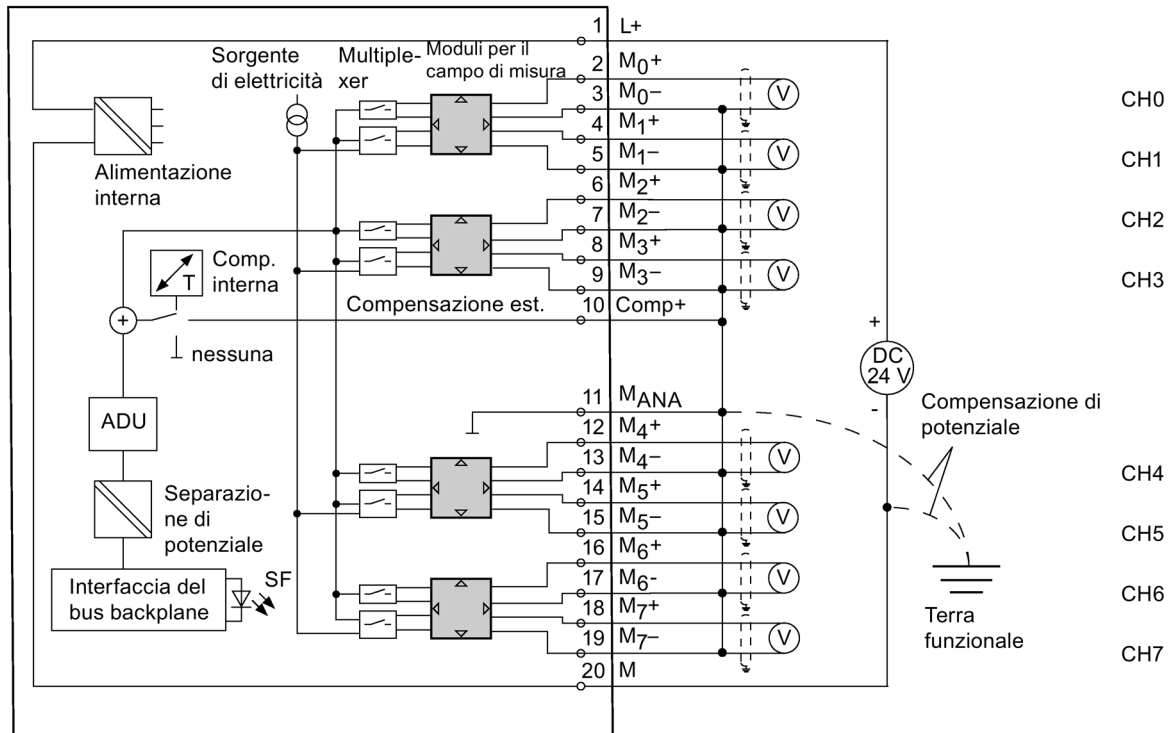 1 L+
Sorgente
di elettricità
Multiple-
xer
Moduli per il
campo di misura
2 M0+
3 M0−
CH0
4 M1+
5 M1−
CH1
6 M2+
7 M2−
CH2
8 M3+
9 M3−
CH3
V
V
V
V
Alimentazione
interna
Comp.
interna
T
Compensazione est.
10 Comp+
+
nessuna
+
DC
24 V
-
ADU
11 MANA
Compensazione di
potenziale
12 M4+
13 M4−
CH4
14 M5+
15 M5−
CH5
16 M6+
17 M6-
CH6
18 M7+
19 M7−
CH7
20 M
V
V
V
V
Separazio-
ne di
potenziale
Interfaccia del
bus backplane
SF
Terra
funzionale